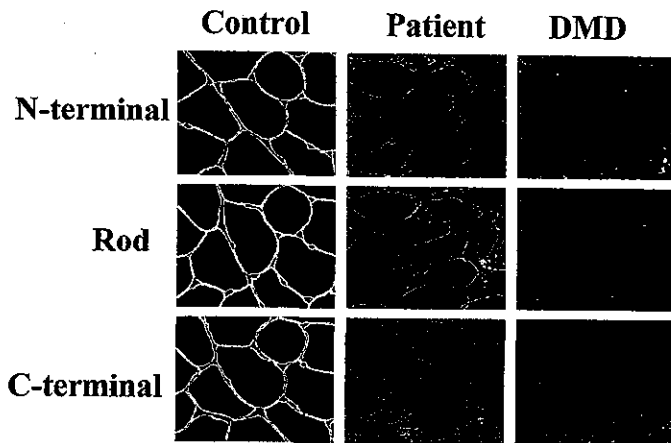 Control Patient DMD
N-terminal
Rod
C-terminal